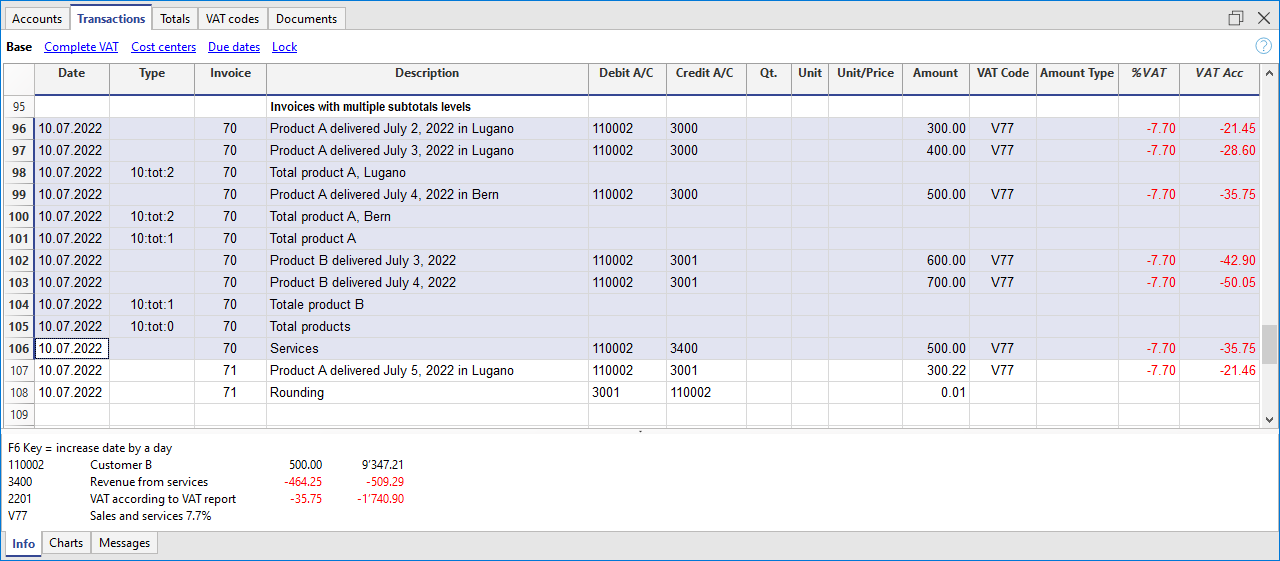 Accounts Transactions Totals VAT codes Documents
Base Complete VAT Cost centers Due dates Lock ?
Date Type Invoice Description Debit A/C Credit A/C Qt. Unit Unit/Price Amount VAT Code Amount Type %VAT VAT Acc
95 Invoices with multiple subtotals levels
96 10.07.2022 70 Product A delivered July 2, 2022 in Lugano 110002 3000 300.00 V77 -7.70 -21.45
97 10.07.2022 70 Product A delivered July 3, 2022 in Lugano 110002 3000 400.00 V77 -7.70 -28.60
98 10.07.2022 10:tot:2 70 Total product A, Lugano
99 10.07.2022 70 Product A delivered July 4, 2022 in Bern 110002 3000 500.00 V77 -7.70 -35.75
100 10.07.2022 10:tot:2 70 Total product A, Bern
101 10.07.2022 10:tot:1 70 Total product A
102 10.07.2022 70 Product B delivered July 3, 2022 110002 3001 600.00 V77 -7.70 -42.90
103 10.07.2022 70 Product B delivered July 4, 2022 110002 3001 700.00 V77 -7.70 -50.05
104 10.07.2022 10:tot:1 70 Totale product B
105 10.07.2022 10:tot:0 70 Total products
106 10.07.2022 70 Services 110002 3400 500.00 V77 -7.70 -35.75
107 10.07.2022 71 Product A delivered July 5, 2022 in Lugano 110002 3001 300.22 V77 -7.70 -21.46
108 10.07.2022 71 Rounding 3001 110002 0.01
109
F6 Key = increase date by a day
110002 Customer B 500.00 9'347.21
3400 Revenue from services -464.25 -509.29
2201 VAT according to VAT report -35.75 -1'740.90
V77 Sales and services 7.7%
Info Charts Messages